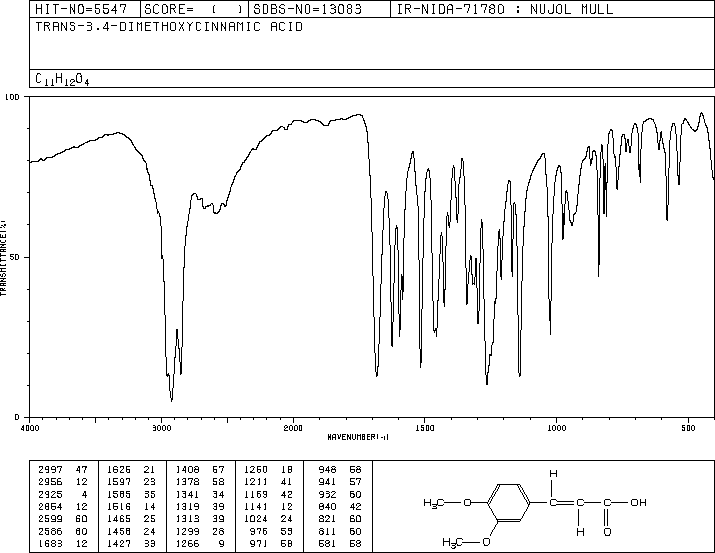 HIT-NO=5547 SCORE= ( ) SDBS-NO=13083 IR-NIDA-71780 : NUJOL MULL
TRANS-3,4-DIMETHOXYCINNAMIC ACID
C11H12O4
100
50
0
TRANSMITTANCE(%)
4000 3000 2000 1500 1000 500
WAVENUMBER(-1)
2997 47 1626 21 1408 57 1260 18 948 58
2956 12 1597 23 1378 58 1211 41 941 57
2925 4 1585 35 1341 34 1169 42 932 60
2854 12 1516 14 1319 39 1141 12 840 42
2599 60 1465 25 1313 39 1024 24 821 60
2586 60 1458 24 1299 28 976 53 811 60
1683 12 1427 33 1266 9 971 58 581 58
H
H3C O C C C OH
H O
H3C O